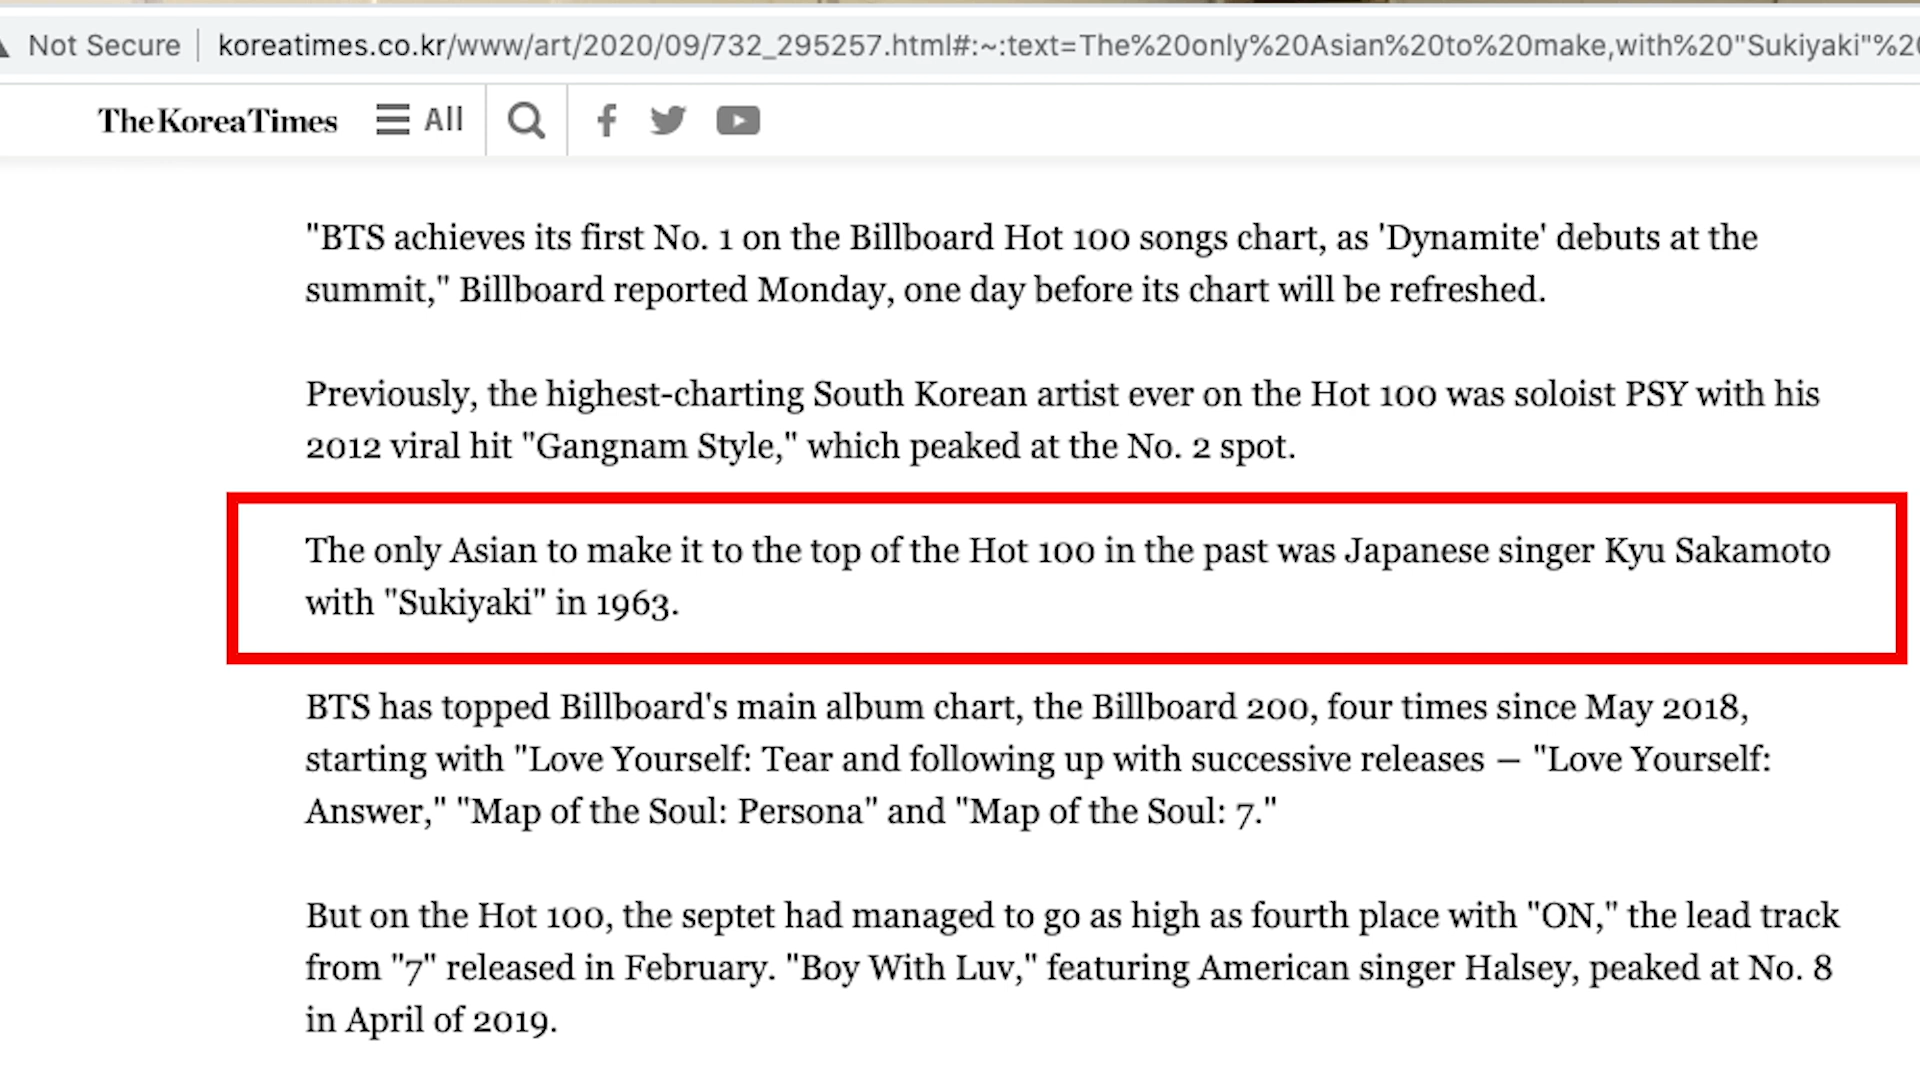 Not Secure koreatimes.co.kr/www/art/2020/09/732_295257.html#:~:text=The%20only%20Asian%20to%20make,with%20"Sukiyaki"%20
The Korea Times All
"BTS achieves its first No. 1 on the Billboard Hot 100 songs chart, as 'Dynamite' debuts at the
summit," Billboard reported Monday, one day before its chart will be refreshed.
Previously, the highest-charting South Korean artist ever on the Hot 100 was soloist PSY with his
2012 viral hit "Gangnam Style," which peaked at the No. 2 spot.
The only Asian to make it to the top of the Hot 100 in the past was Japanese singer Kyu Sakamoto
with "Sukiyaki" in 1963.
BTS has topped Billboard's main album chart, the Billboard 200, four times since May 2018,
starting with "Love Yourself: Tear and following up with successive releases — "Love Yourself:
Answer," "Map of the Soul: Persona" and "Map of the Soul: 7."
But on the Hot 100, the septet had managed to go as high as fourth place with "ON," the lead track
from "7" released in February. "Boy With Luv," featuring American singer Halsey, peaked at No. 8
in April of 2019.